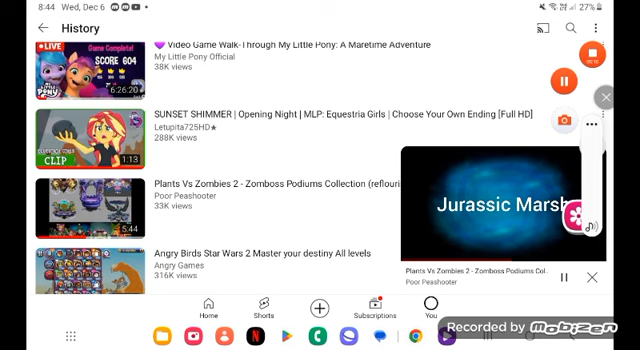 8:44 Wed, Dec 6
27%
History
💜 Video Game Walk-Through My Little Pony: A Maretime Adventure
My Little Pony Official
38K views
LIVE
Game Complete!
SCORE 604
6:26:20
SUNSET SHIMMER | Opening Night | MLP: Equestria Girls | Choose Your Own Ending [Full HD]
Letupita725HD★
288K views
CLIP
1:13
Plants Vs Zombies 2 - Zomboss Podiums Collection (reflouri
Poor Peashooter
33K views
5:44
Jurassic Marsh
Angry Birds Star Wars 2 Master your destiny All levels
Angry Games
316K views
Plants Vs Zombies 2 - Zomboss Podiums Col..
Poor Peashooter
Home
Shorts
Subscriptions
You
Recorded by Mobizen